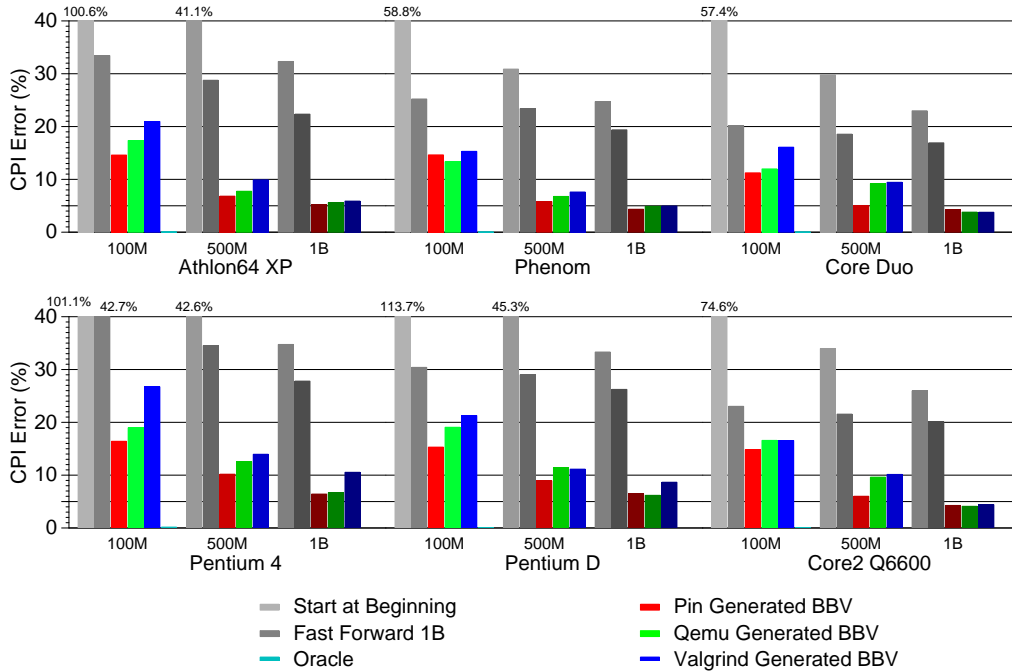 100.6% 41.1% 58.8% 57.4%
40
30
20
10
0
CPI Error (%)
100M 500M 1B 100M 500M 1B 100M 500M 1B
Athlon64 XP Phenom Core Duo
101.1% 42.7% 42.6% 113.7% 45.3% 74.6%
40
30
20
10
0
CPI Error (%)
100M 500M 1B 100M 500M 1B 100M 500M 1B
Pentium 4 Pentium D Core2 Q6600
Start at Beginning Pin Generated BBV
Fast Forward 1B Qemu Generated BBV
Oracle Valgrind Generated BBV